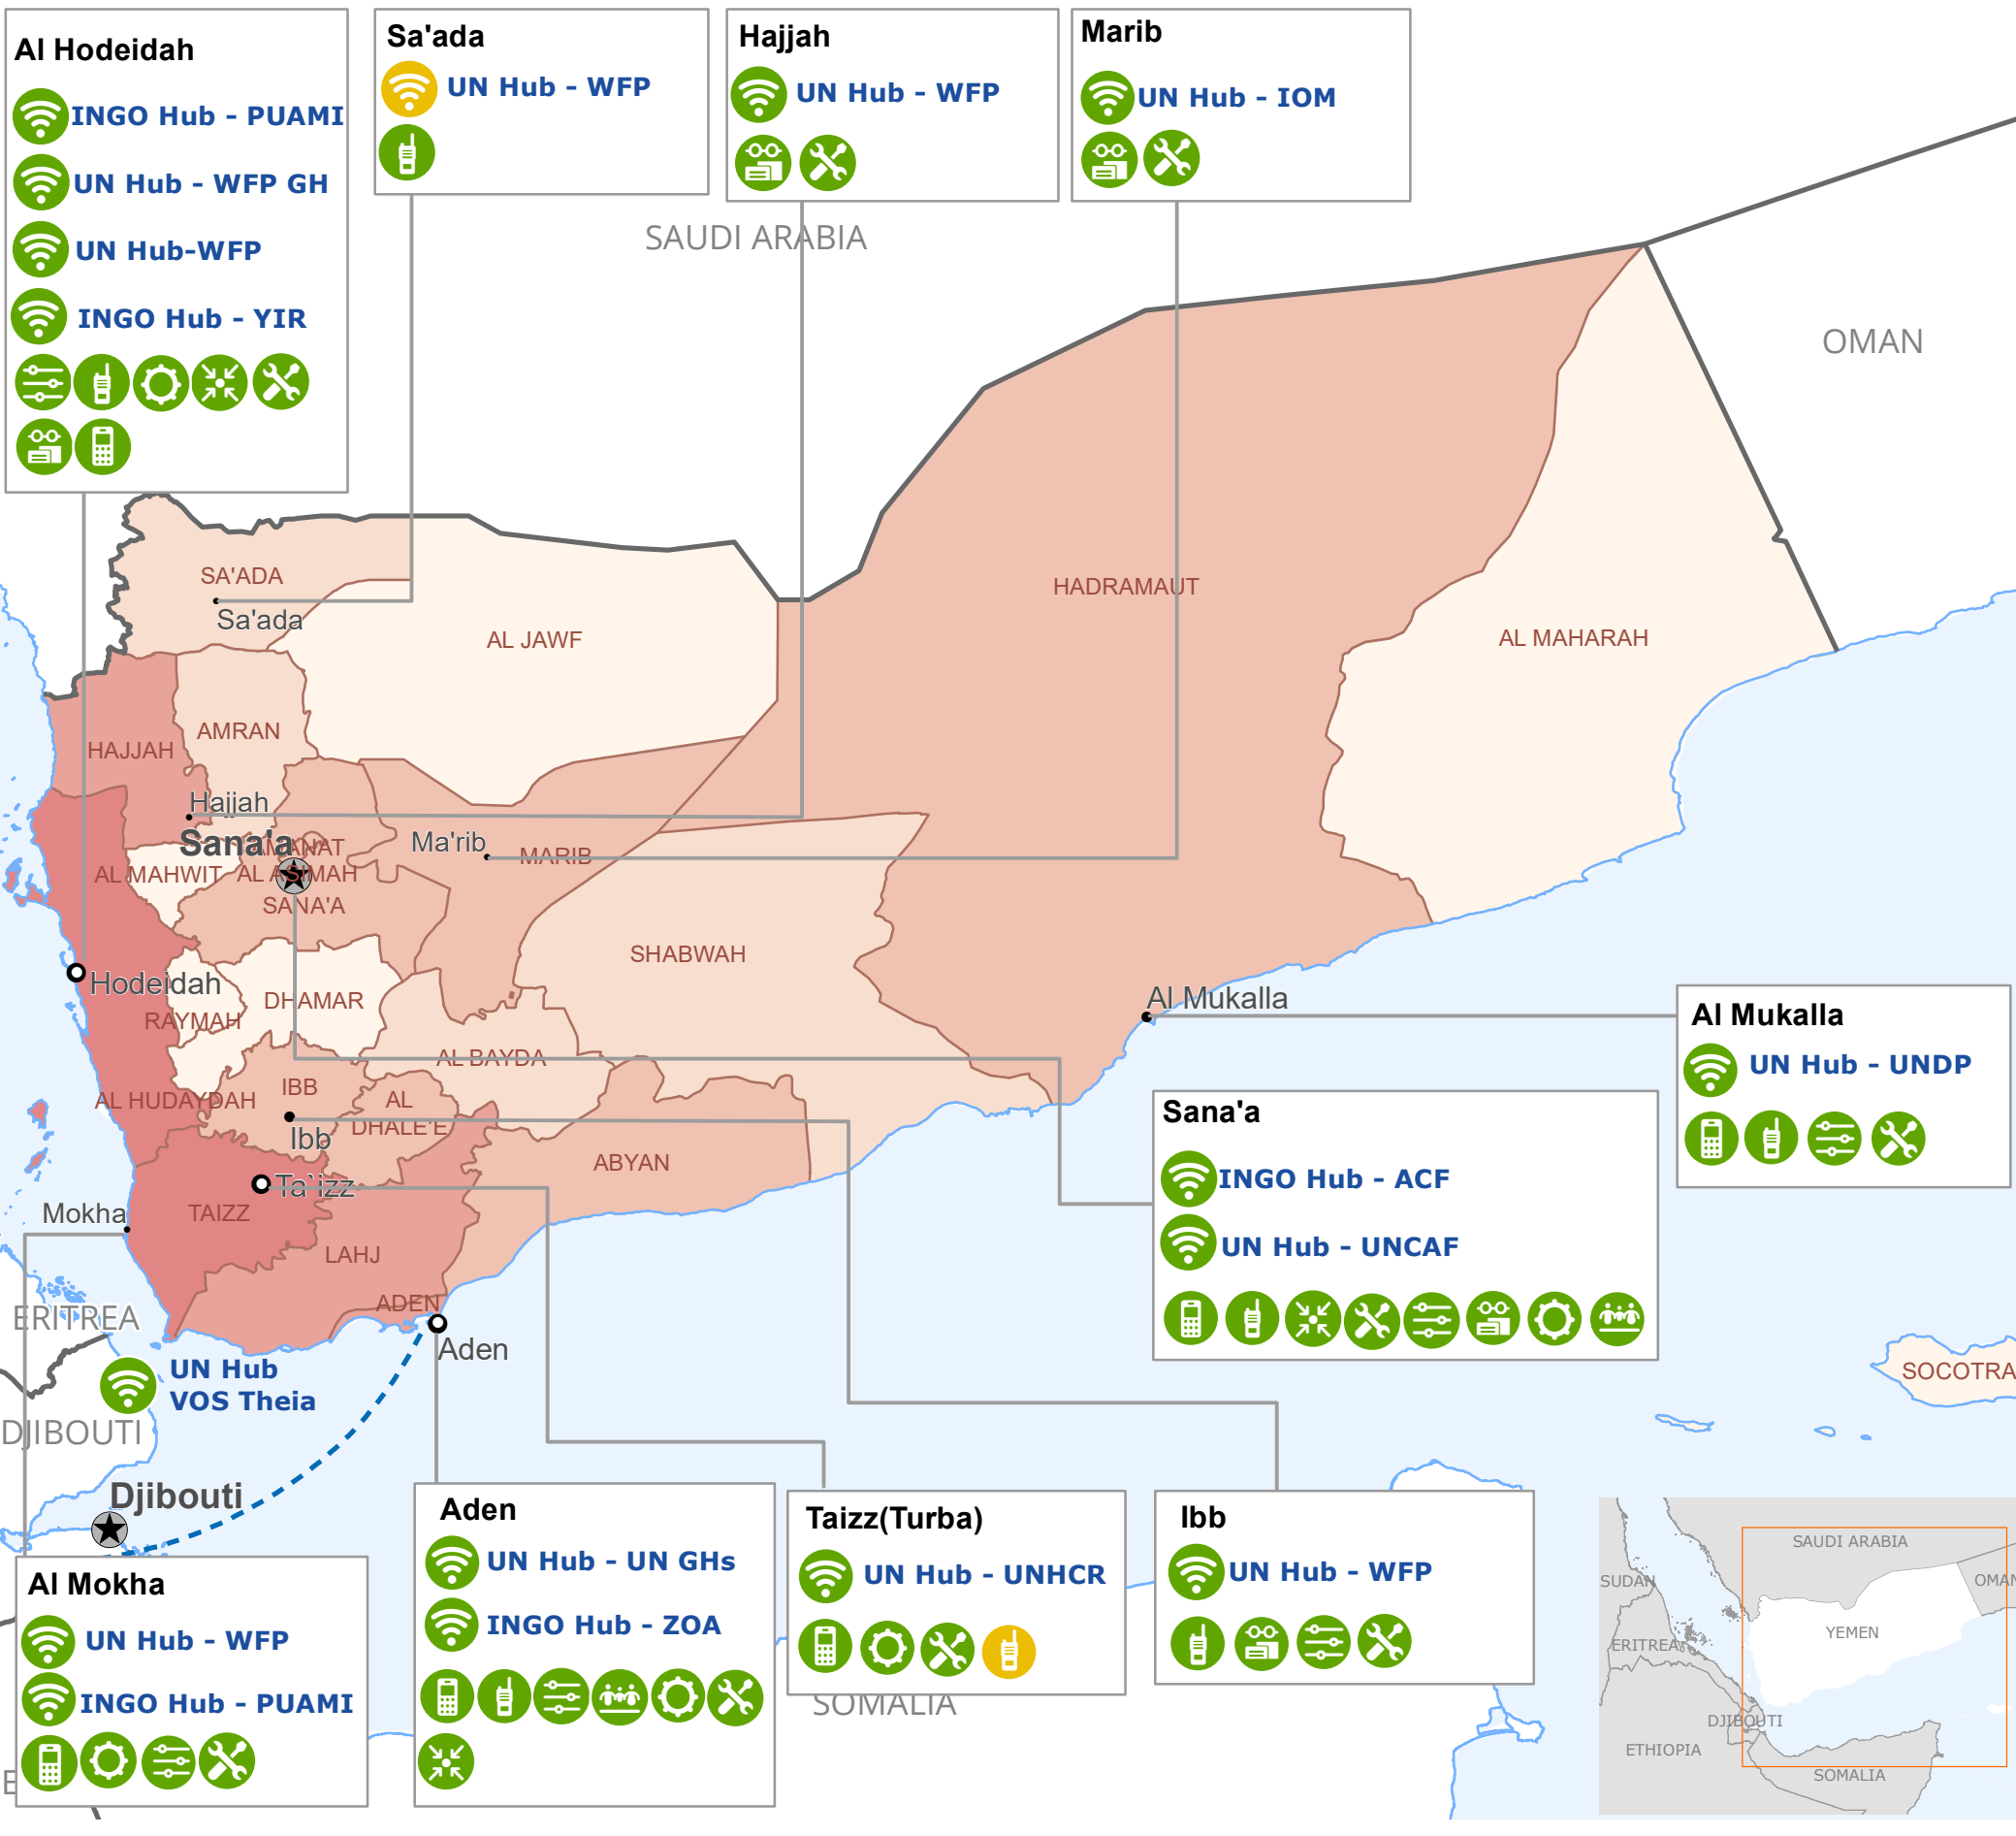 Al Hodeidah
INGO Hub - PUAMI
UN Hub - WFP GH
UN Hub-WFP
INGO Hub - YIR
Sa'ada
UN Hub - WFP
Hajjah
UN Hub - WFP
Marib
UN Hub - IOM
SAUDI ARABIA
OMAN
SA'ADA
Sa'ada
AL JAWF
HADRAMAUT
AL MAHARAH
AMRAN
HAJJAH
Hajjah
Sana'a
AMANAT
AL ASIMAH
Ma'rib
MARIB
AL MAHWIT
SANA'A
SHABWAH
Hodeidah
DHAMAR
RAYMAH
Al Mukalla
AL BAYDA
IBB
AL HUDAYDAH
AL
DHALE'E
Ibb
ABYAN
Ta`izz
TAIZZ
Mokha
LAHJ
ADEN
Aden
ERITREA
UN Hub
VOS Theia
DJIBOUTI
Djibouti
SOCOTRA
Al Mukalla
UN Hub - UNDP
Sana'a
INGO Hub - ACF
UN Hub - UNCAF
Al Mokha
UN Hub - WFP
INGO Hub - PUAMI
E
Aden
UN Hub - UN GHs
INGO Hub - ZOA
Taizz(Turba)
UN Hub - UNHCR
SOMALIA
Ibb
UN Hub - WFP
SAUDI ARABIA
SUDAN
OMAN
ERITREA
YEMEN
DJIBOUTI
ETHIOPIA
SOMALIA